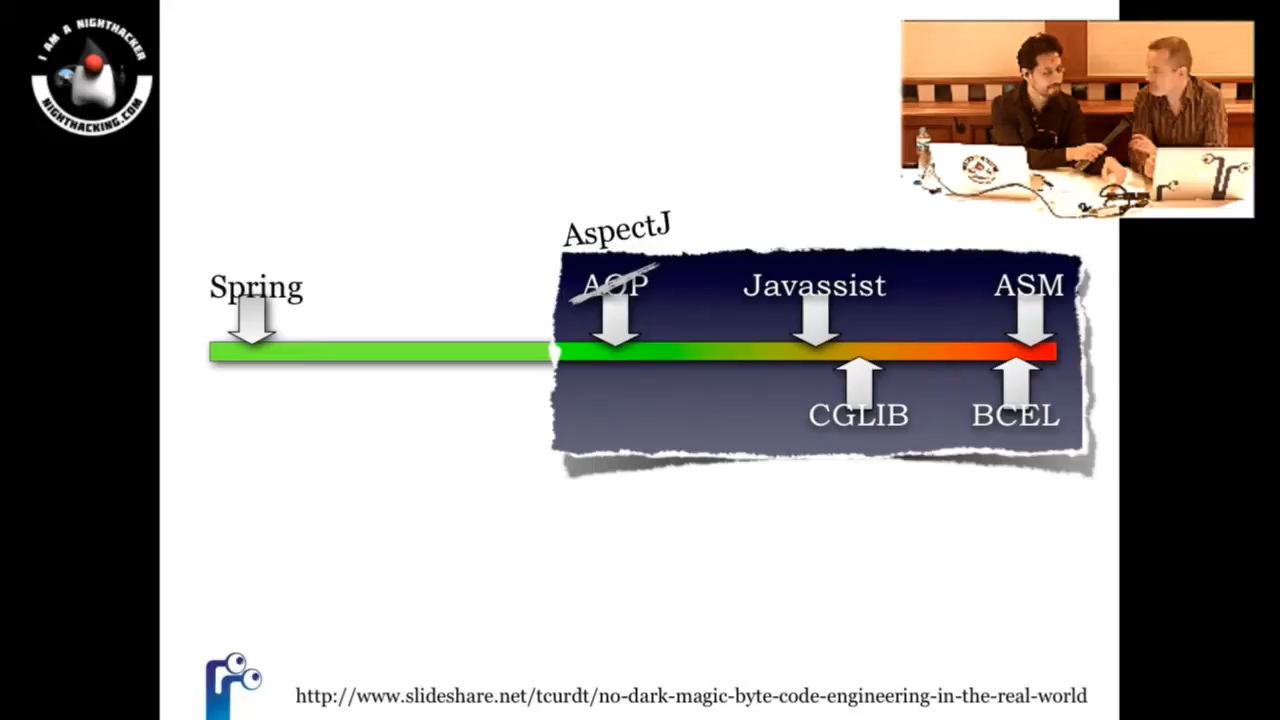 I AM A NIGHTHACKER
NIGHTHACKING.COM
AspectJ
Spring
AOP
Javassist
ASM
CGLIB
BCEL
http://www.slideshare.net/tcurdt/no-dark-magic-byte-code-engineering-in-the-real-world